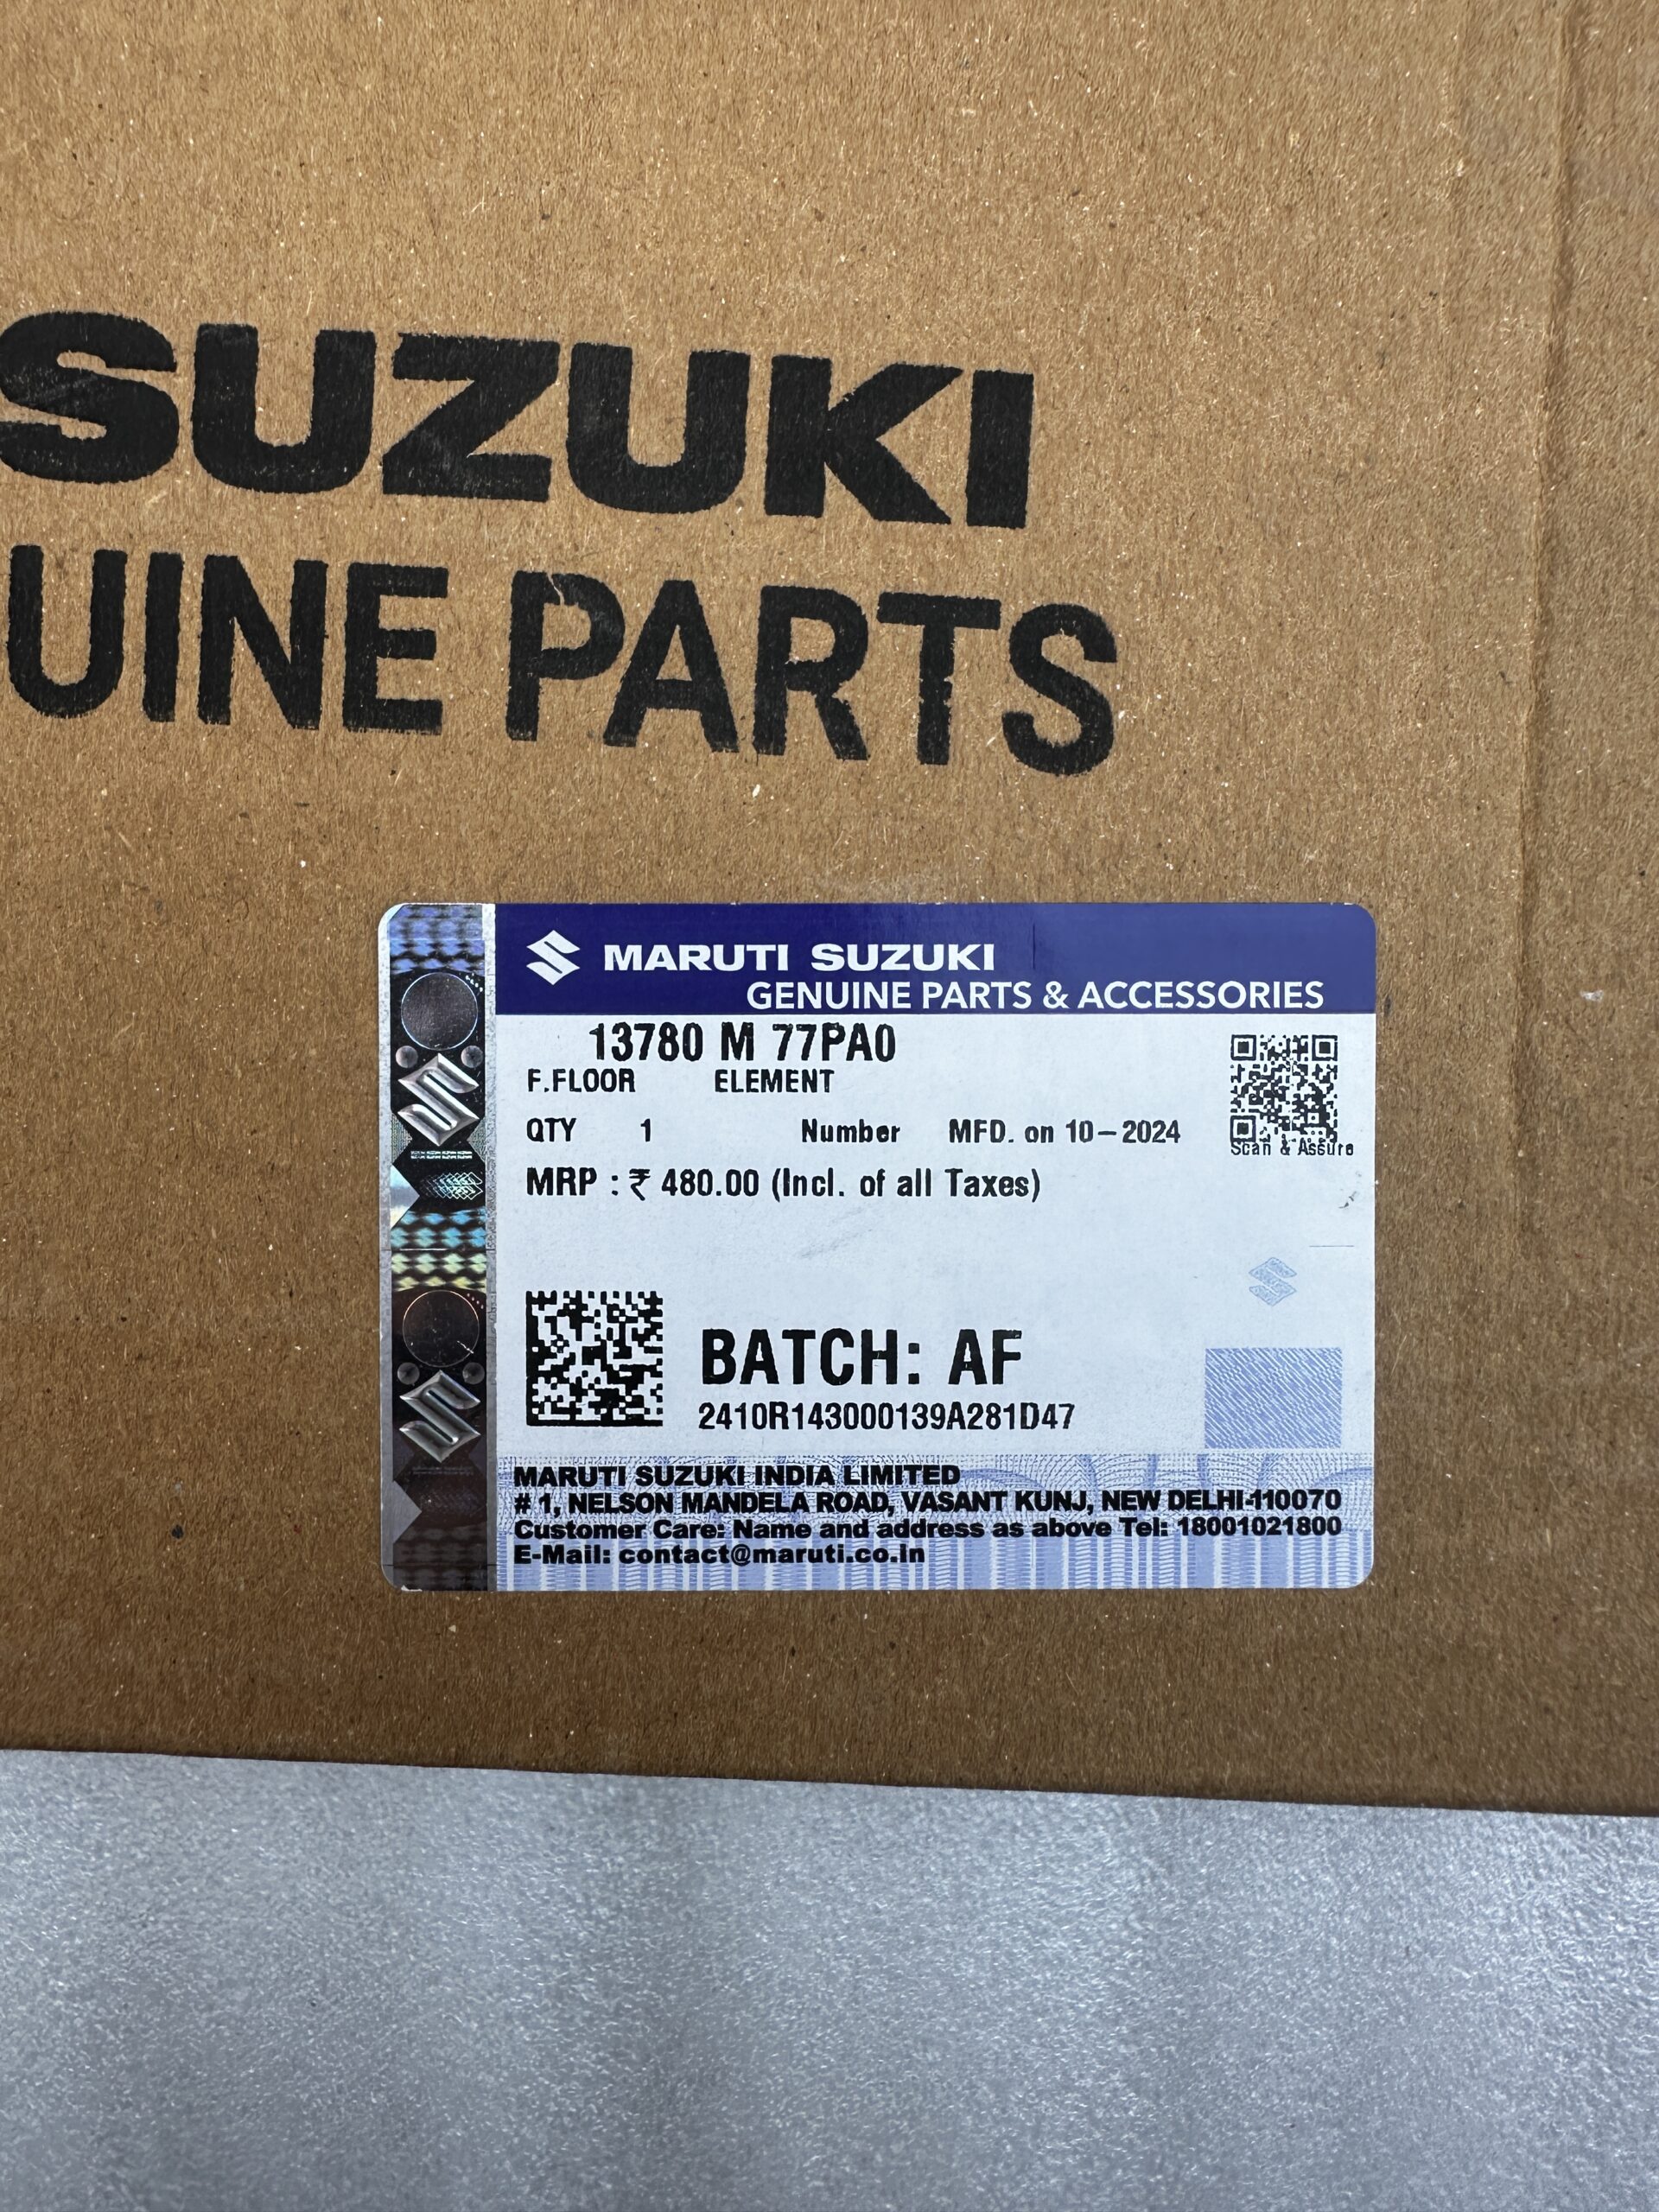 SUZUKI
UINE PARTS
MARUTI SUZUKI
GENUINE PARTS & ACCESSORIES
13780 M 77PA0
F.FLOOR ELEMENT
QTY 1 Number MFD. on 10-2024
Scan & Assure
MRP : ₹ 480.00 (Incl. of all Taxes)
BATCH: AF
2410R143000139A281D47
MARUTI SUZUKI INDIA LIMITED
# 1, NELSON MANDELA ROAD, VASANT KUNJ, NEW DELHI-110070
Customer Care: Name and address as above Tel: 18001021800
E-Mail: contact@maruti.co.in